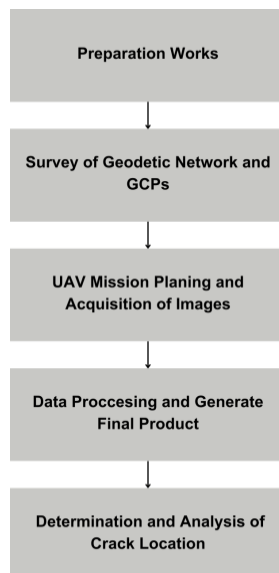 Preparation Works
Survey of Geodetic Network and
GCPs
UAV Mission Planing and
Acquisition of Images
Data Proccesing and Generate
Final Product
Determination and Analysis of
Crack Location